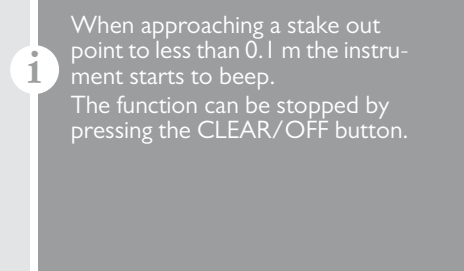 When approaching a stake out
point to less than 0.1 m the instru-
i
ment starts to beep.
The function can be stopped by
pressing the CLEAR/OFF button.